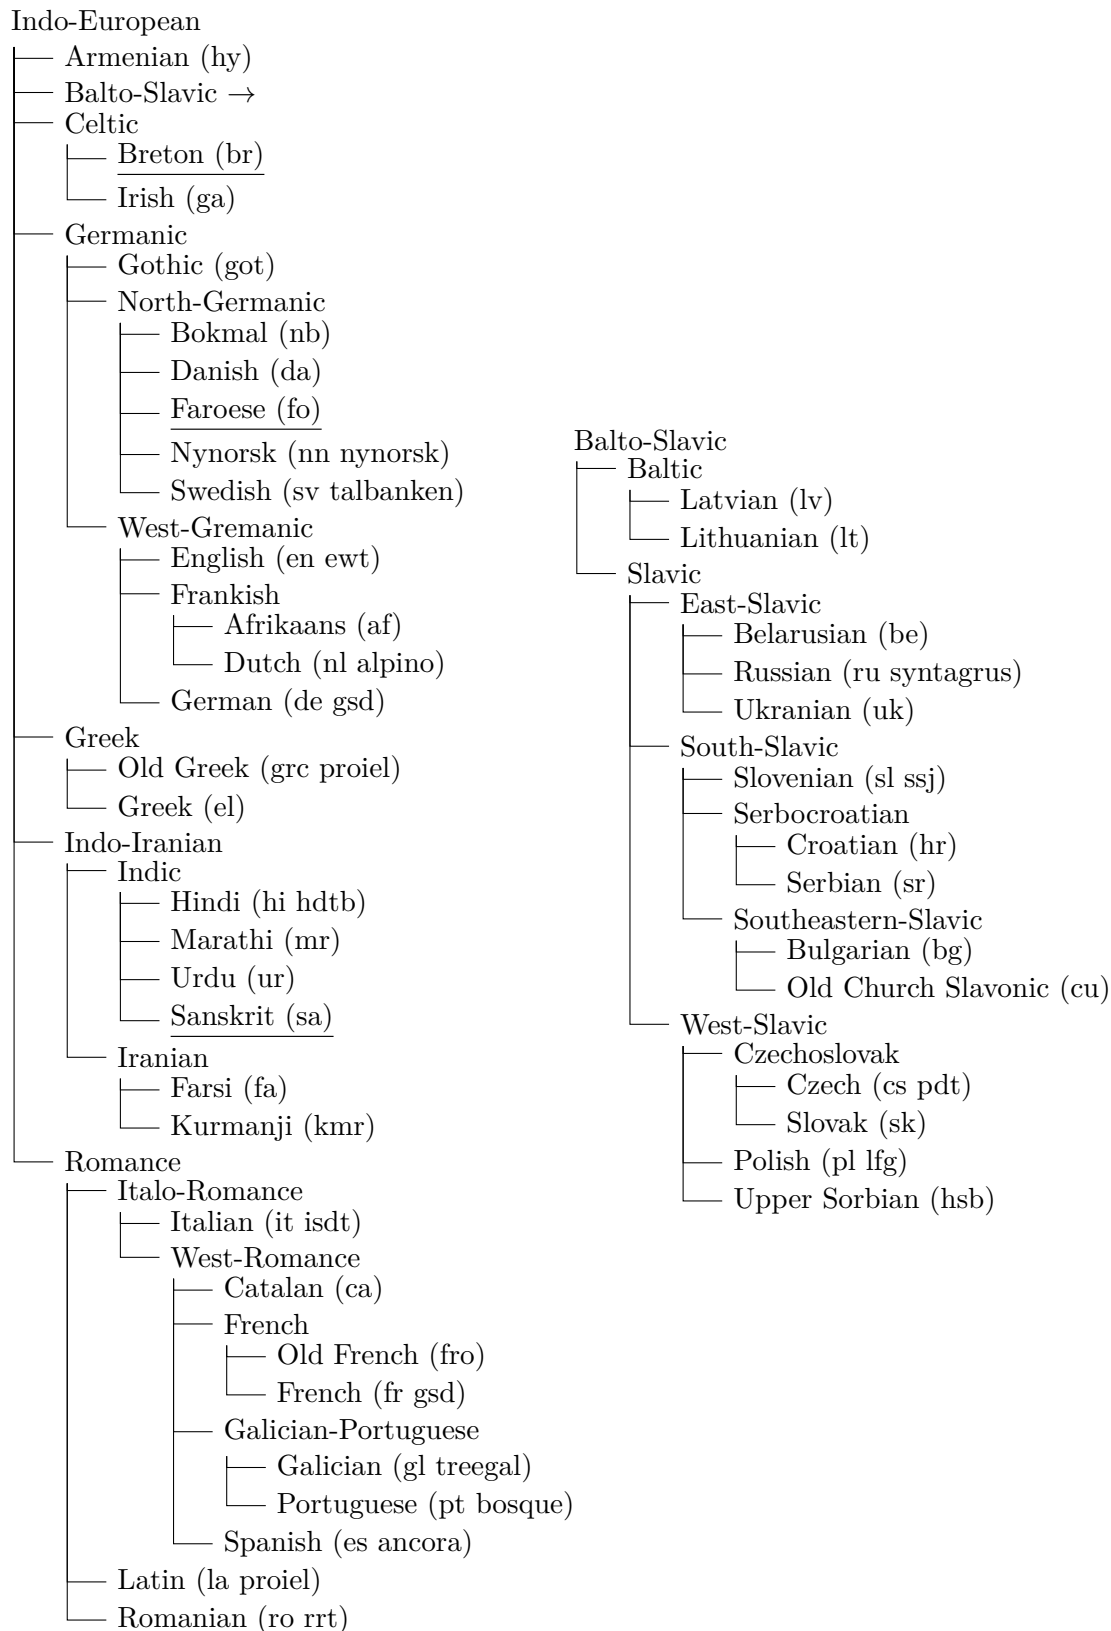 Indo-European
Armenian (hy)
Balto-Slavic →
Celtic
Breton (br)
Irish (ga)
Germanic
Gothic (got)
North-Germanic
Bokmal (nb)
Danish (da)
Faroese (fo)
Nynorsk (nn nynorsk)
Swedish (sv talbanken)
West-Gremanic
English (en ewt)
Frankish
Afrikaans (af)
Dutch (nl alpino)
German (de gsd)
Greek
Old Greek (grc proiel)
Greek (el)
Indo-Iranian
Indic
Hindi (hi hdtb)
Marathi (mr)
Urdu (ur)
Sanskrit (sa)
Iranian
Farsi (fa)
Kurmanji (kmr)
Romance
Italo-Romance
Italian (it isdt)
West-Romance
Catalan (ca)
French
Old French (fro)
French (fr gsd)
Galician-Portuguese
Galician (gl treegal)
Portuguese (pt bosque)
Spanish (es ancora)
Latin (la proiel)
Romanian (ro rrt)
Balto-Slavic
Baltic
Latvian (lv)
Lithuanian (lt)
Slavic
East-Slavic
Belarusian (be)
Russian (ru syntagrus)
Ukranian (uk)
South-Slavic
Slovenian (sl ssj)
Serbocroatian
Croatian (hr)
Serbian (sr)
Southeastern-Slavic
Bulgarian (bg)
Old Church Slavonic (cu)
West-Slavic
Czechoslovak
Czech (cs pdt)
Slovak (sk)
Polish (pl lfg)
Upper Sorbian (hsb)